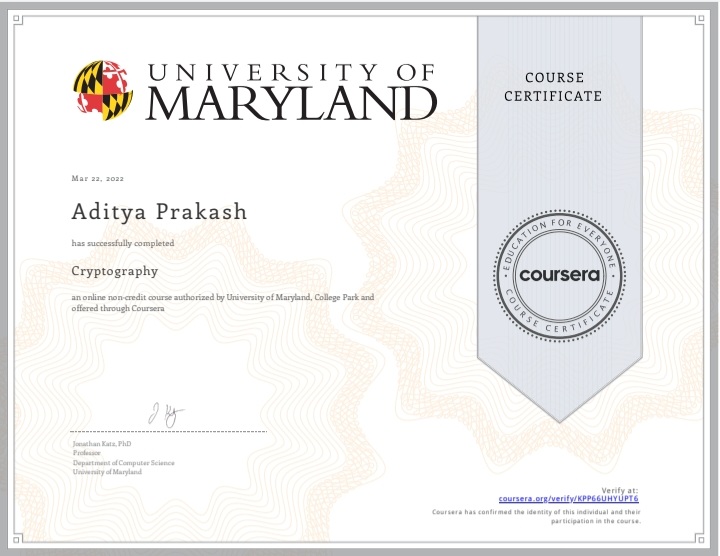 UNIVERSITY OF
MARYLAND
COURSE
CERTIFICATE
Mar 22, 2022
Aditya Prakash
has successfully completed
Cryptography
an online non-credit course authorized by University of Maryland, College Park and
offered through Coursera
EDUCATION FOR EVERYONE
coursera
COURSE CERTIFICATE
Jonathan Katz, PhD
Professor
Department of Computer Science
University of Maryland
Verify at:
coursera.org/verify/KPP66UHYUPT6
Coursera has confirmed the identity of this individual and their
participation in the course.